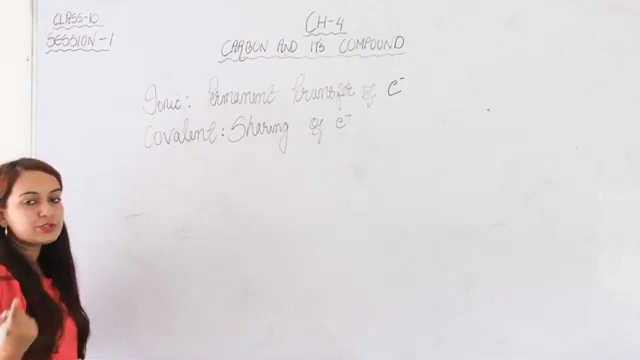 CLASS-10
SESSION-1
CH-4
CARBON AND ITS COMPOUND
Ionic: Permanent transfer of e⁻
Covalent: Sharing of e⁻